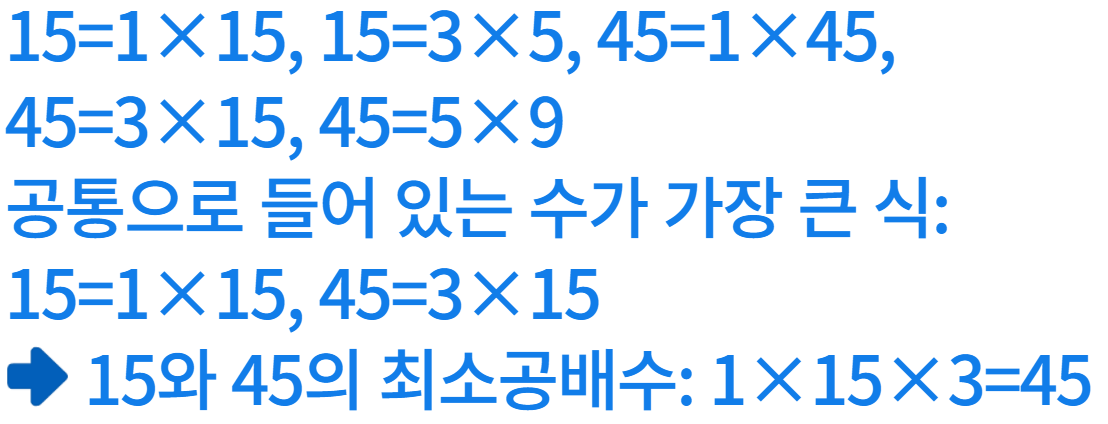 15=1×15, 15=3×5, 45=1×45,
45=3×15, 45=5×9
공통으로 들어 있는 수가 가장 큰 식:
15=1×15, 45=3×15
➡ 15와 45의 최소공배수: 1×15×3=45